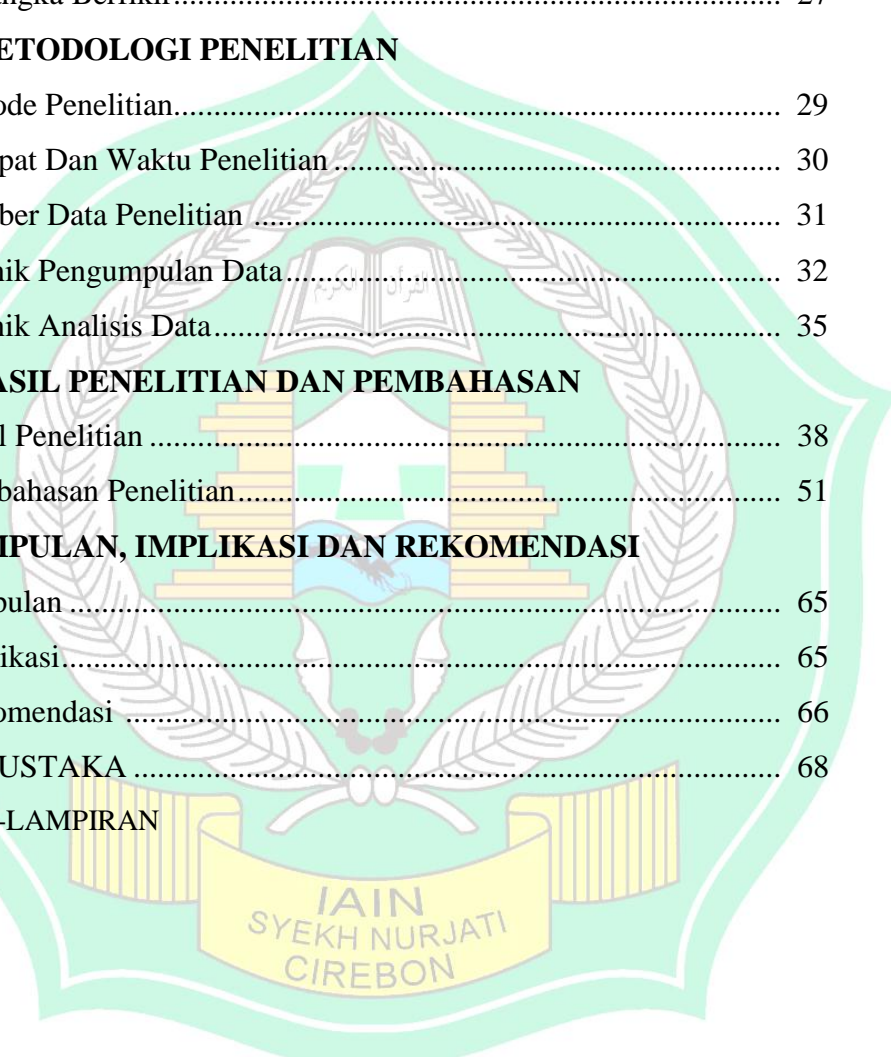 ngka Berfikir.......................................................................... 27
ETODOLOGI PENELITIAN
ode Penelitian.......................................................................... 29
pat Dan Waktu Penelitian .......................................................... 30
ber Data Penelitian ................................................................... 31
nik Pengumpulan Data............................................................... 32
nik Analisis Data........................................................................ 35
ASIL PENELITIAN DAN PEMBAHASAN
l Penelitian ............................................................................... 38
bahasan Penelitian..................................................................... 51
IPULAN, IMPLIKASI DAN REKOMENDASI
pulan ....................................................................................... 65
ikasi......................................................................................... 65
omendasi ................................................................................. 66
USTAKA ................................................................................. 68
-LAMPIRAN
القرآن الكريم
IAIN
SYEKH NURJATI
CIREBON